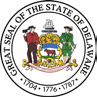 GREAT SEAL OF THE STATE OF DELAWARE
• 1704 • 1776 • 1787 •